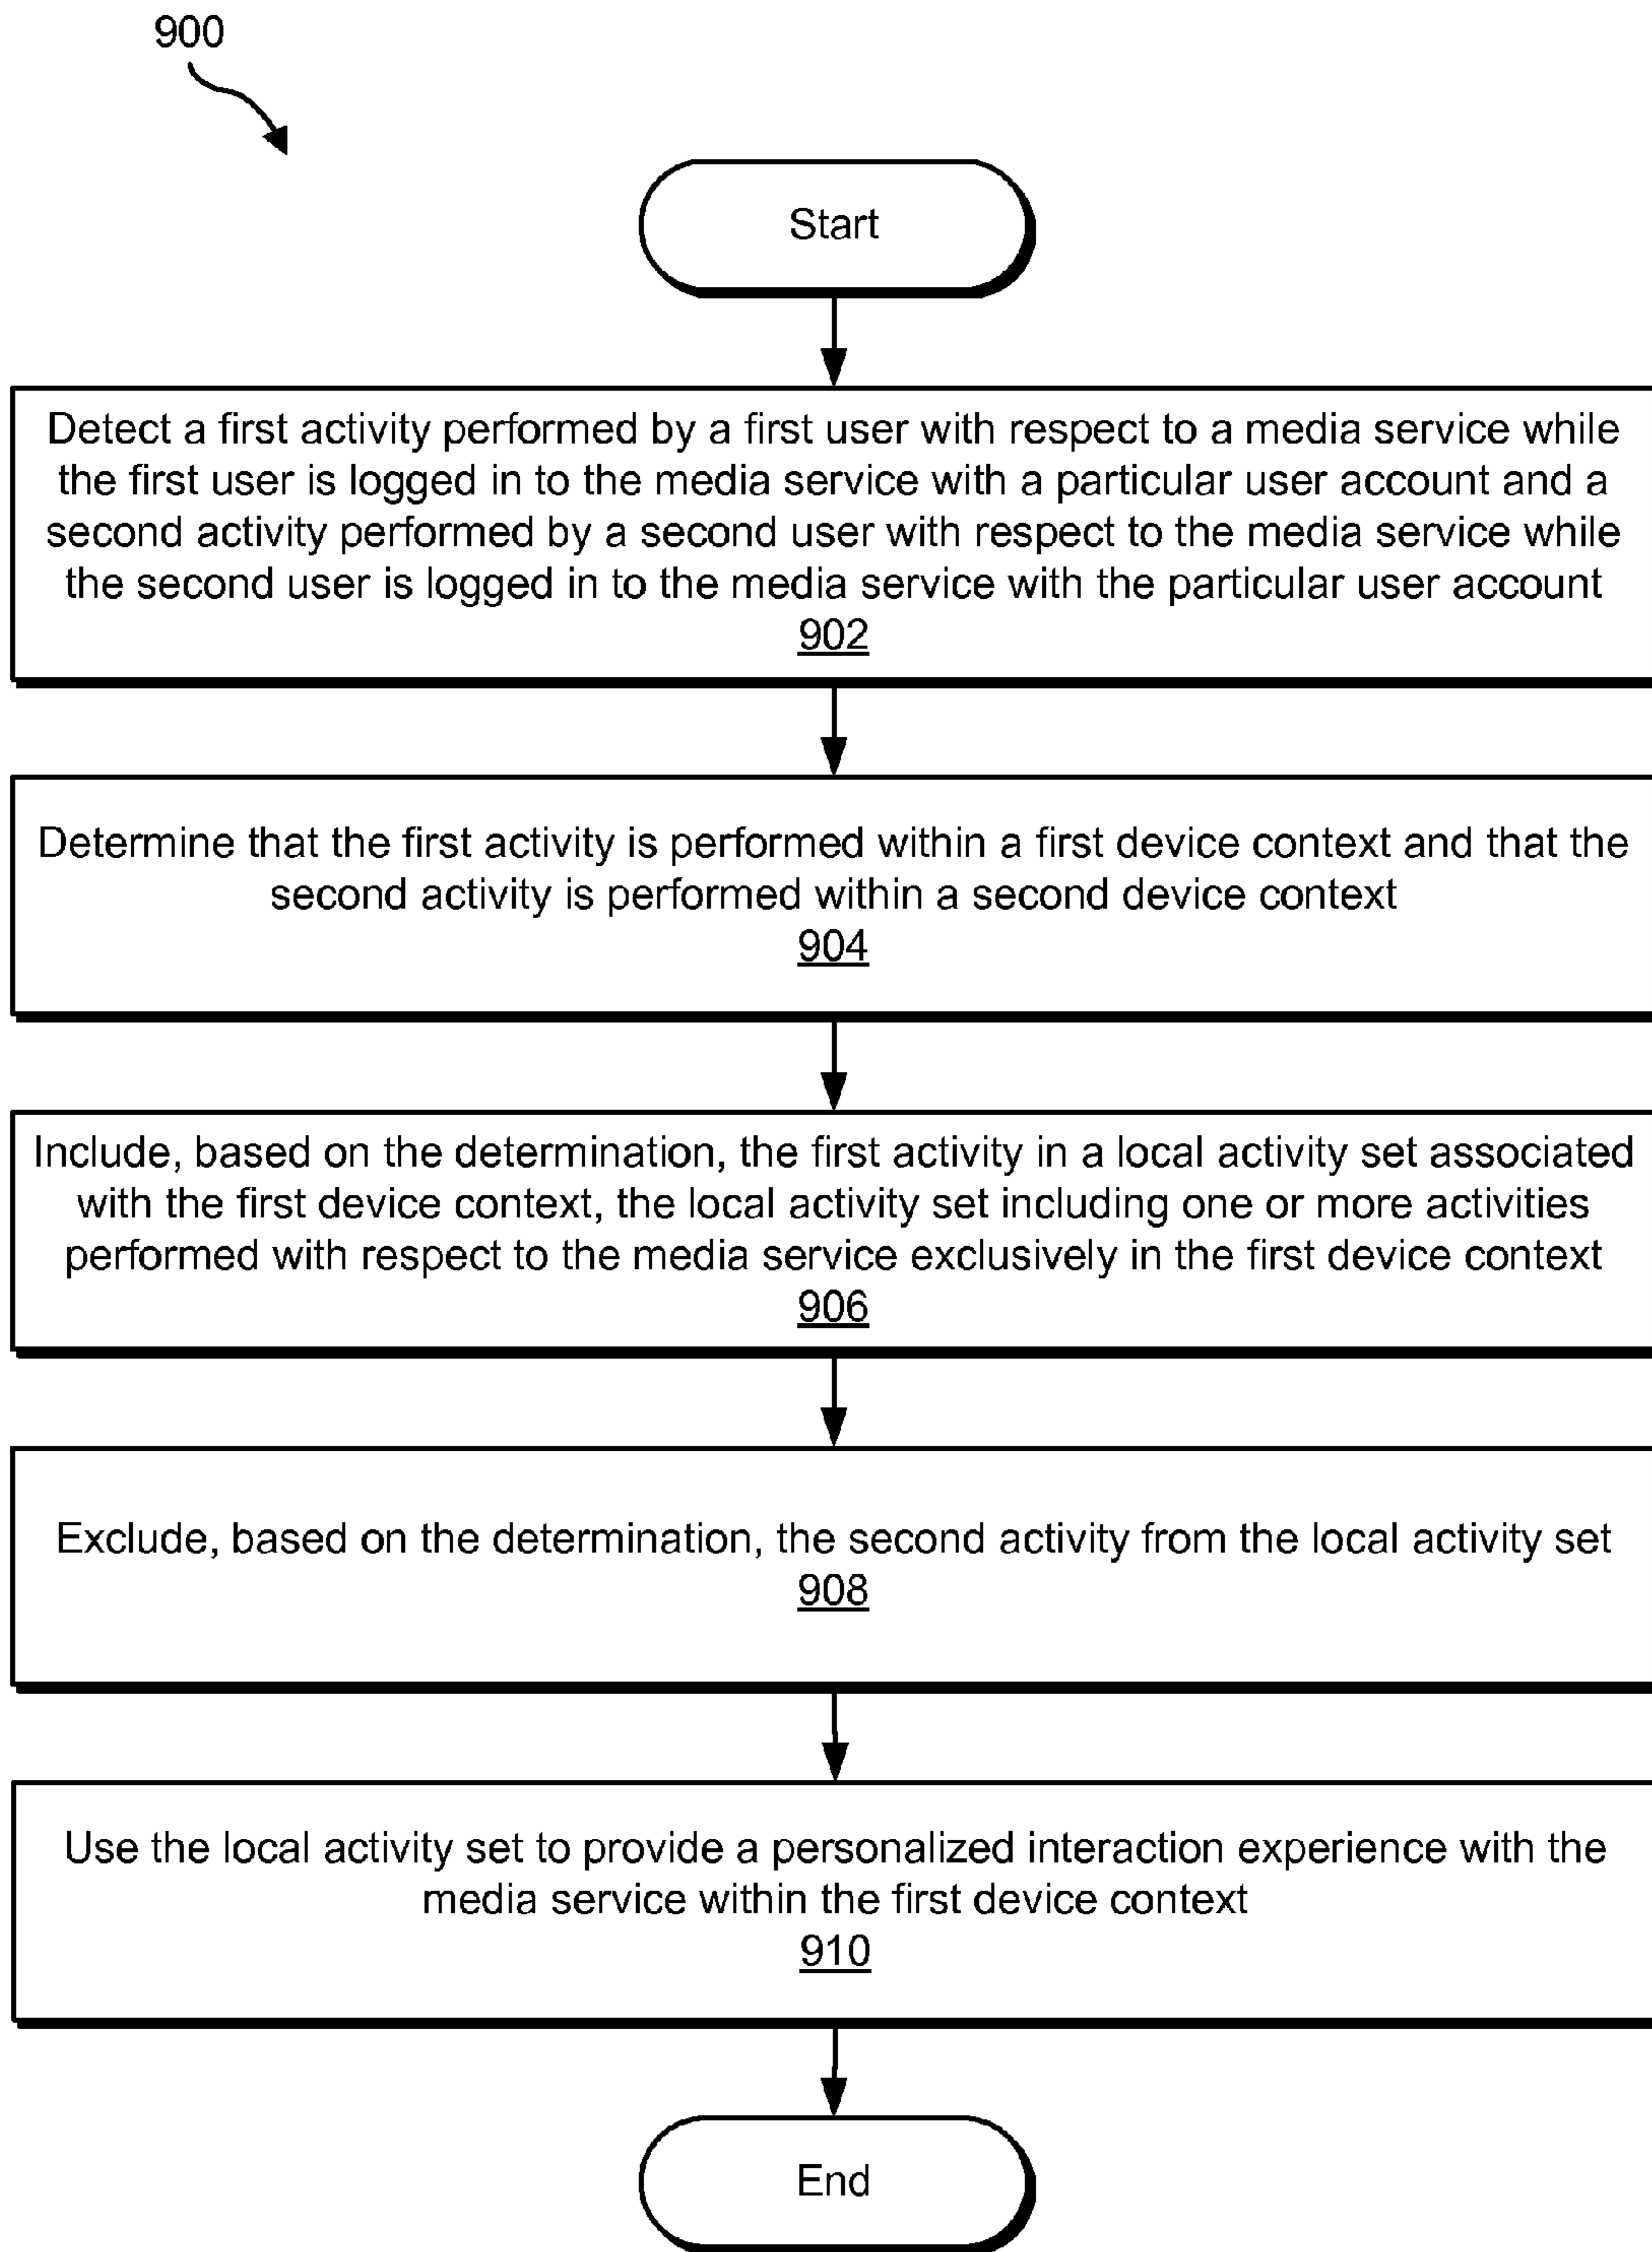 900
Start
Detect a first activity performed by a first user with respect to a media service while
the first user is logged in to the media service with a particular user account and a
second activity performed by a second user with respect to the media service while
the second user is logged in to the media service with the particular user account
902
Determine that the first activity is performed within a first device context and that the
second activity is performed within a second device context
904
Include, based on the determination, the first activity in a local activity set associated
with the first device context, the local activity set including one or more activities
performed with respect to the media service exclusively in the first device context
906
Exclude, based on the determination, the second activity from the local activity set
908
Use the local activity set to provide a personalized interaction experience with the
media service within the first device context
910
End